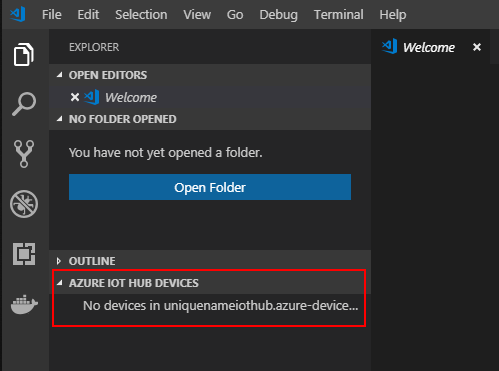 File Edit Selection View Go Debug Terminal Help
EXPLORER
Welcome
OPEN EDITORS
Welcome
NO FOLDER OPENED
You have not yet opened a folder.
Open Folder
OUTLINE
AZURE IOT HUB DEVICES
No devices in uniquenameiothub.azure-device...